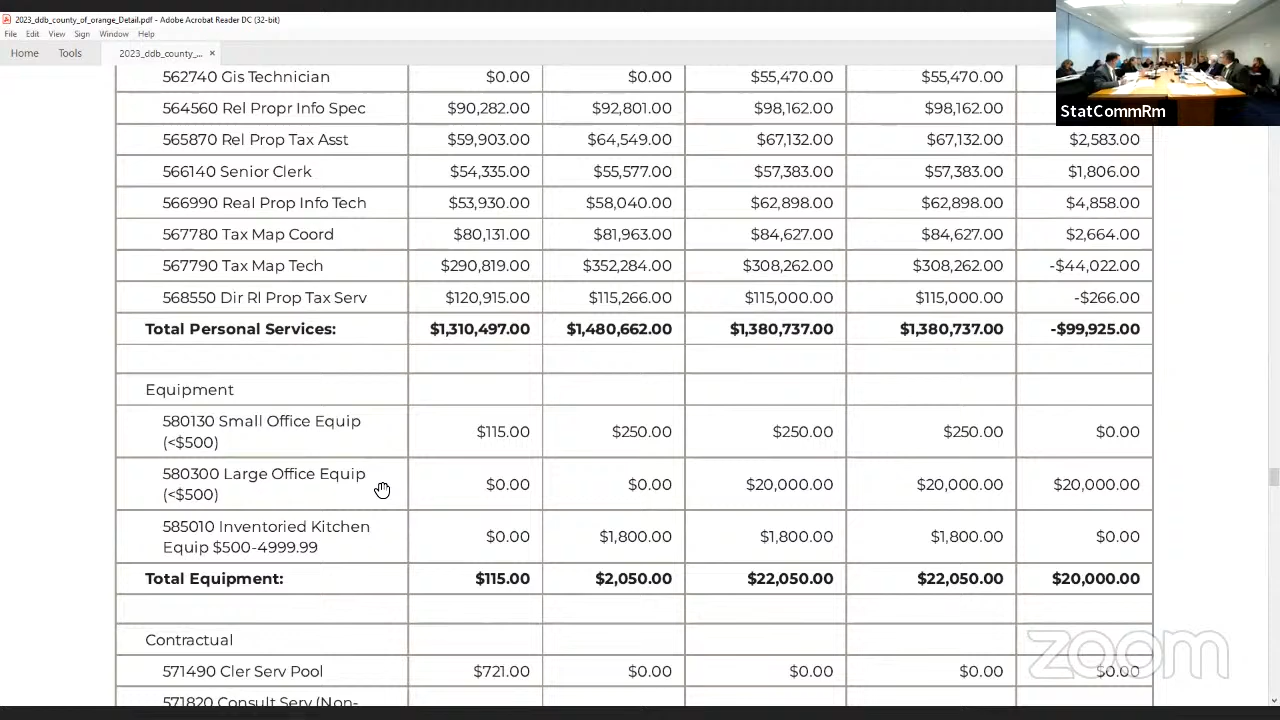 2023_ddb_county_of_orange_Detail.pdf - Adobe Acrobat Reader DC (32-bit)
File Edit View Sign Window Help
Home Tools 2023_ddb_county_... ×
562740 Gis Technician $0.00 $0.00 $55,470.00 $55,470.00
564560 Rel Propr Info Spec $90,282.00 $92,801.00 $98,162.00 $98,162.00
StatCommRm
565870 Rel Prop Tax Asst $59,903.00 $64,549.00 $67,132.00 $67,132.00 $2,583.00
566140 Senior Clerk $54,335.00 $55,577.00 $57,383.00 $57,383.00 $1,806.00
566990 Real Prop Info Tech $53,930.00 $58,040.00 $62,898.00 $62,898.00 $4,858.00
567780 Tax Map Coord $80,131.00 $81,963.00 $84,627.00 $84,627.00 $2,664.00
567790 Tax Map Tech $290,819.00 $352,284.00 $308,262.00 $308,262.00 -$44,022.00
568550 Dir Rl Prop Tax Serv $120,915.00 $115,266.00 $115,000.00 $115,000.00 -$266.00
Total Personal Services: $1,310,497.00 $1,480,662.00 $1,380,737.00 $1,380,737.00 -$99,925.00
Equipment
580130 Small Office Equip
(<$500) $115.00 $250.00 $250.00 $250.00 $0.00
580300 Large Office Equip
(<$500) $0.00 $0.00 $20,000.00 $20,000.00 $20,000.00
585010 Inventoried Kitchen
Equip $500-4999.99 $0.00 $1,800.00 $1,800.00 $1,800.00 $0.00
Total Equipment: $115.00 $2,050.00 $22,050.00 $22,050.00 $20,000.00
Contractual
571490 Cler Serv Pool $721.00 $0.00 $0.00 $0.00 $0.00
571820 Consult Serv (Non-
zoom